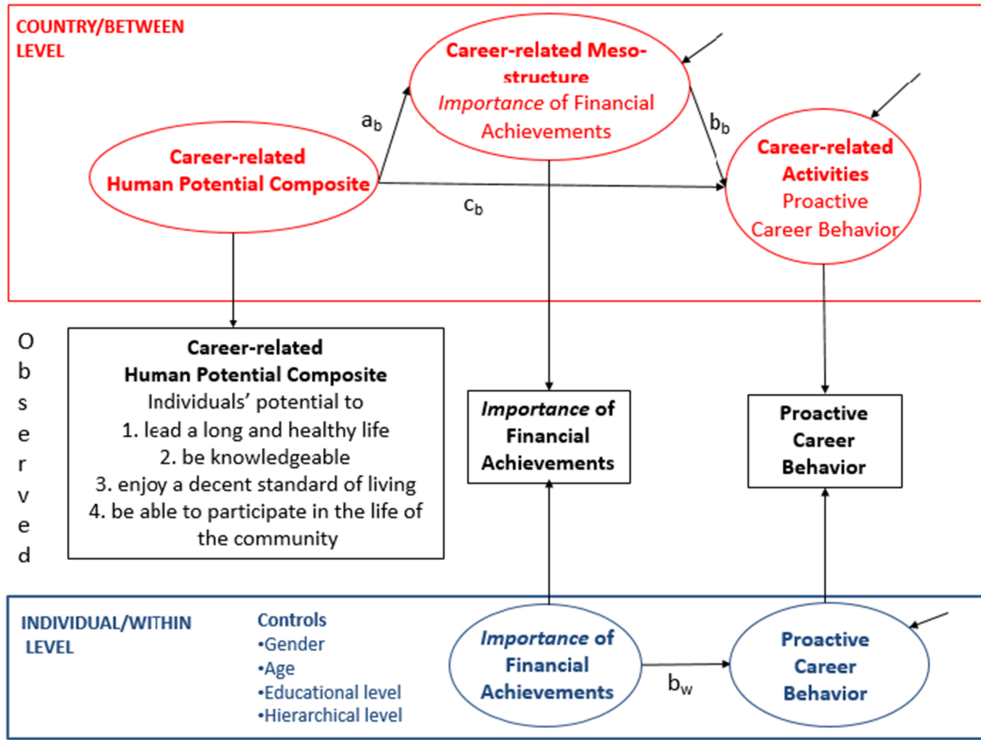 COUNTRY/BETWEEN
LEVEL
Career-related Meso-
structure
Importance of Financial
Achievements
a_b
b_b
Career-related
Human Potential Composite
c_b
Career-related
Activities
Proactive
Career Behavior
O
b
s
e
r
v
e
d
Career-related
Human Potential Composite
Individuals’ potential to
1. lead a long and healthy life
2. be knowledgeable
3. enjoy a decent standard of living
4. be able to participate in the life of
the community
Importance of
Financial
Achievements
Proactive
Career
Behavior
INDIVIDUAL/WITHIN
LEVEL
Controls
•Gender
•Age
•Educational level
•Hierarchical level
Importance of
Financial
Achievements
b_w
Proactive
Career
Behavior